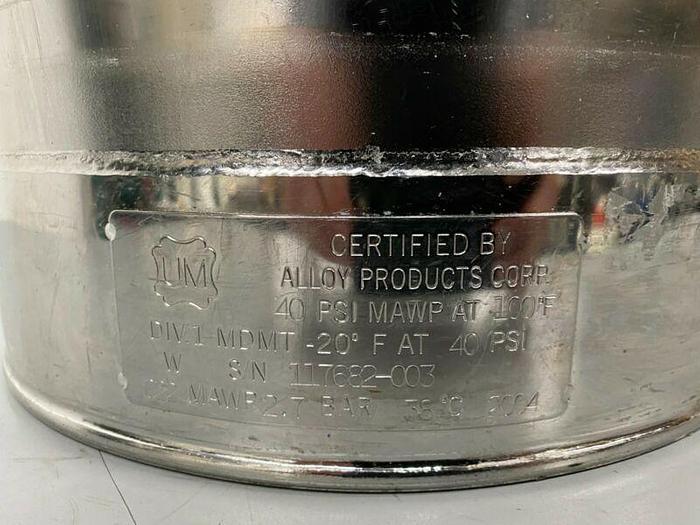 UM
CERTIFIED BY
ALLOY PRODUCTS CORP.
40 PSI MAWP AT 100°F
DIV.1-MDMT -20° F AT 40 PSI
W S/N 117682-003
MAWP 2.7 BAR 38°C 2004